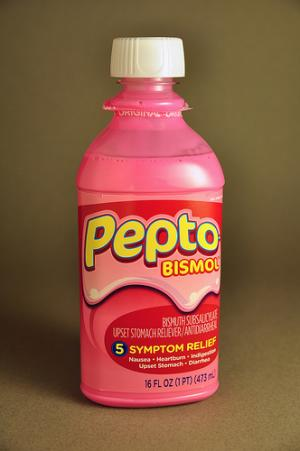 ORIGINAL
Pepto-
BISMOL
BISMUTH SUBSALICYLATE
UPSET STOMACH RELIEVER/ANTIDIARRHEAL
5 SYMPTOM RELIEF
Nausea • Heartburn • Indigestion
Upset Stomach • Diarrhea
16 FL OZ (1 PT) (473 mL